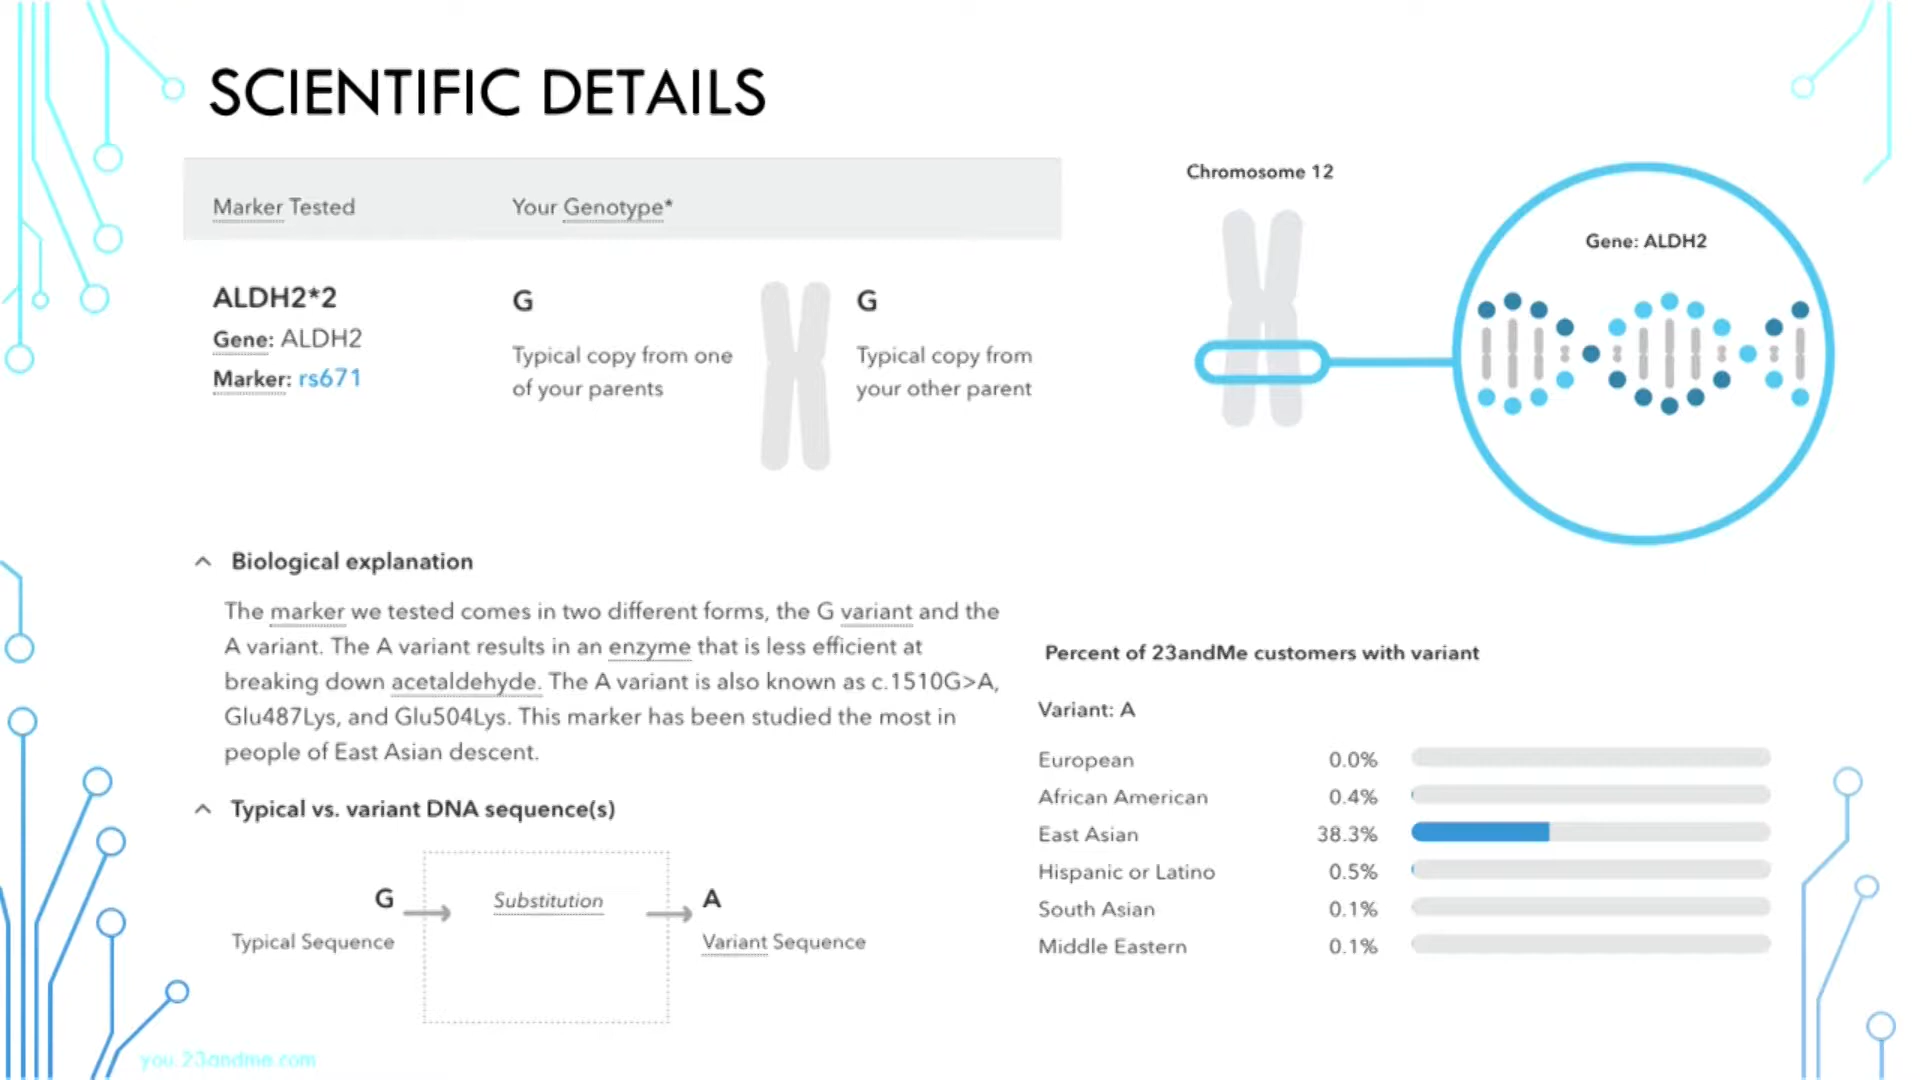 SCIENTIFIC DETAILS
Marker Tested
Your Genotype*
ALDH2*2
Gene: ALDH2
Marker: rs671
G
Typical copy from one
of your parents
G
Typical copy from
your other parent
Chromosome 12
Gene: ALDH2
Biological explanation
The marker we tested comes in two different forms, the G variant and the
A variant. The A variant results in an enzyme that is less efficient at
breaking down acetaldehyde. The A variant is also known as c.1510G>A,
Glu487Lys, and Glu504Lys. This marker has been studied the most in
people of East Asian descent.
Typical vs. variant DNA sequence(s)
G
Typical Sequence
Substitution
A
Variant Sequence
Percent of 23andMe customers with variant
Variant: A
European 0.0%
African American 0.4%
East Asian 38.3%
Hispanic or Latino 0.5%
South Asian 0.1%
Middle Eastern 0.1%
you.23andme.com